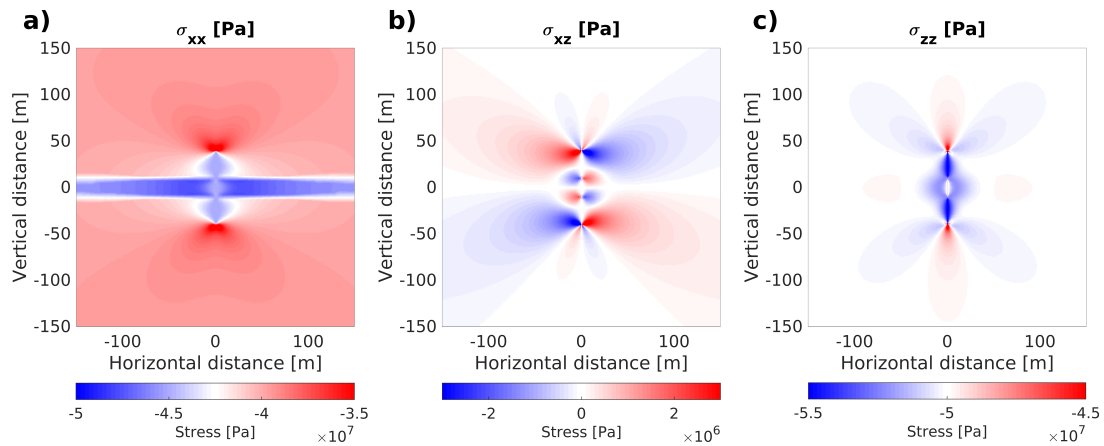 a)
σxx [Pa]
150
100
50
0
-50
-100
-150
Vertical distance [m]
-100
0
100
Horizontal distance [m]
-5
-4.5
-4
-3.5
Stress [Pa]
×10^7
b)
σxz [Pa]
150
100
50
0
-50
-100
-150
Vertical distance [m]
-100
0
100
Horizontal distance [m]
-2
0
2
Stress [Pa]
×10^6
c)
σzz [Pa]
150
100
50
0
-50
-100
-150
Vertical distance [m]
-100
0
100
Horizontal distance [m]
-5.5
-5
-4.5
Stress [Pa]
×10^7